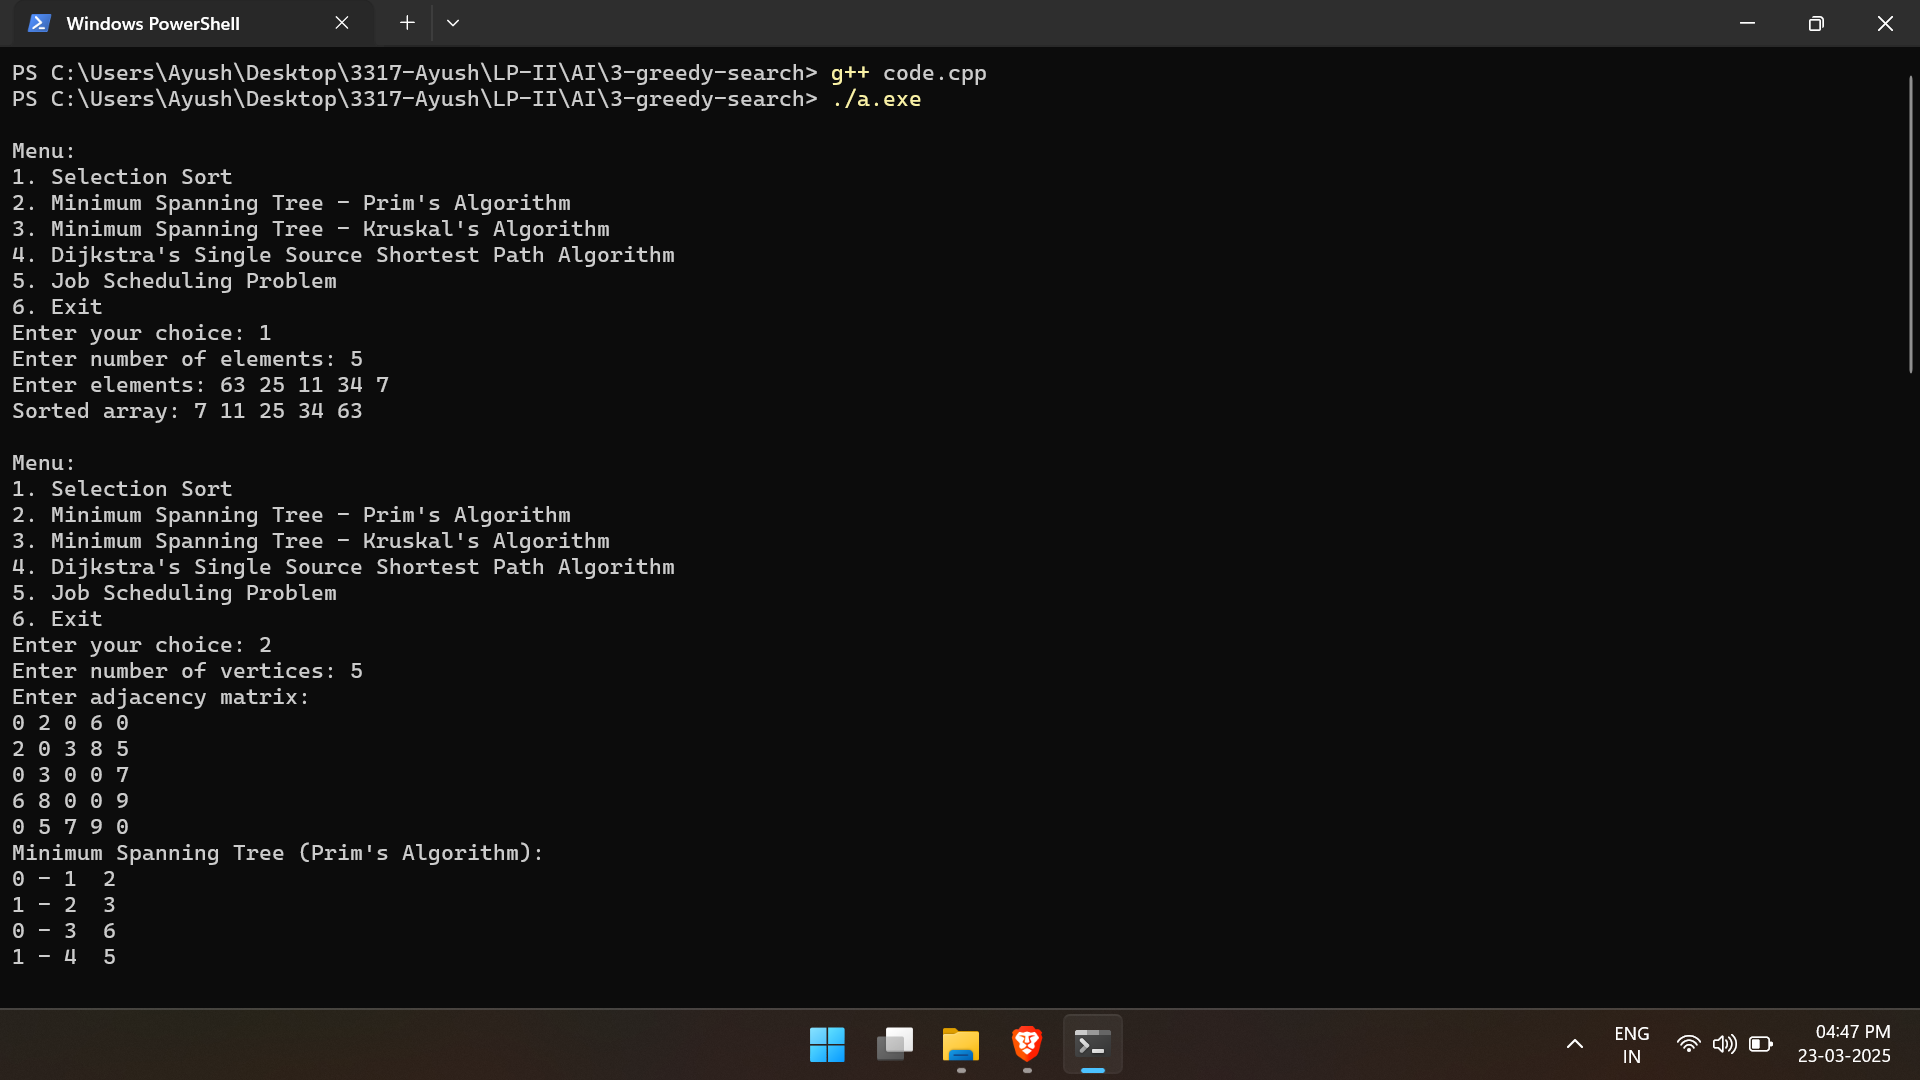 Windows PowerShell
PS C:\Users\Ayush\Desktop\3317-Ayush\LP-II\AI\3-greedy-search> g++ code.cpp
PS C:\Users\Ayush\Desktop\3317-Ayush\LP-II\AI\3-greedy-search> ./a.exe
Menu:
1. Selection Sort
2. Minimum Spanning Tree - Prim's Algorithm
3. Minimum Spanning Tree - Kruskal's Algorithm
4. Dijkstra's Single Source Shortest Path Algorithm
5. Job Scheduling Problem
6. Exit
Enter your choice: 1
Enter number of elements: 5
Enter elements: 63 25 11 34 7
Sorted array: 7 11 25 34 63
Menu:
1. Selection Sort
2. Minimum Spanning Tree - Prim's Algorithm
3. Minimum Spanning Tree - Kruskal's Algorithm
4. Dijkstra's Single Source Shortest Path Algorithm
5. Job Scheduling Problem
6. Exit
Enter your choice: 2
Enter number of vertices: 5
Enter adjacency matrix:
0 2 0 6 0
2 0 3 8 5
0 3 0 0 7
6 8 0 0 9
0 5 7 9 0
Minimum Spanning Tree (Prim's Algorithm):
0 - 1  2
1 - 2  3
0 - 3  6
1 - 4  5
ENG
IN
04:47 PM
23-03-2025